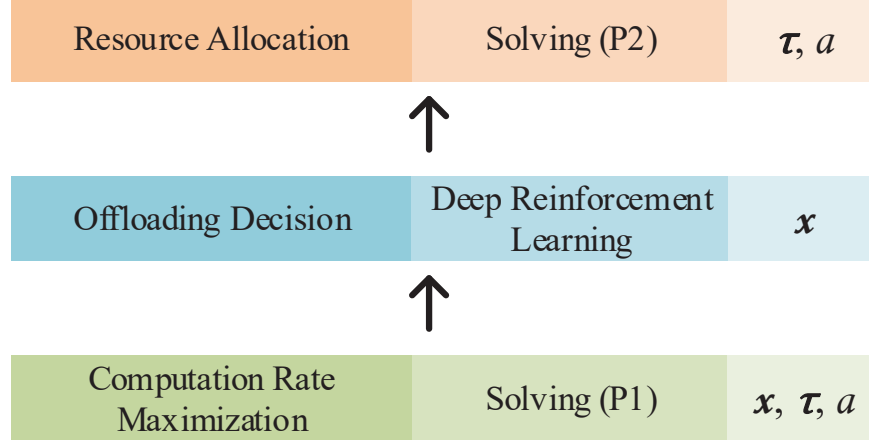 Resource Allocation Solving (P2) τ, a
Offloading Decision Deep Reinforcement Learning x
Computation Rate Maximization Solving (P1) x, τ, a